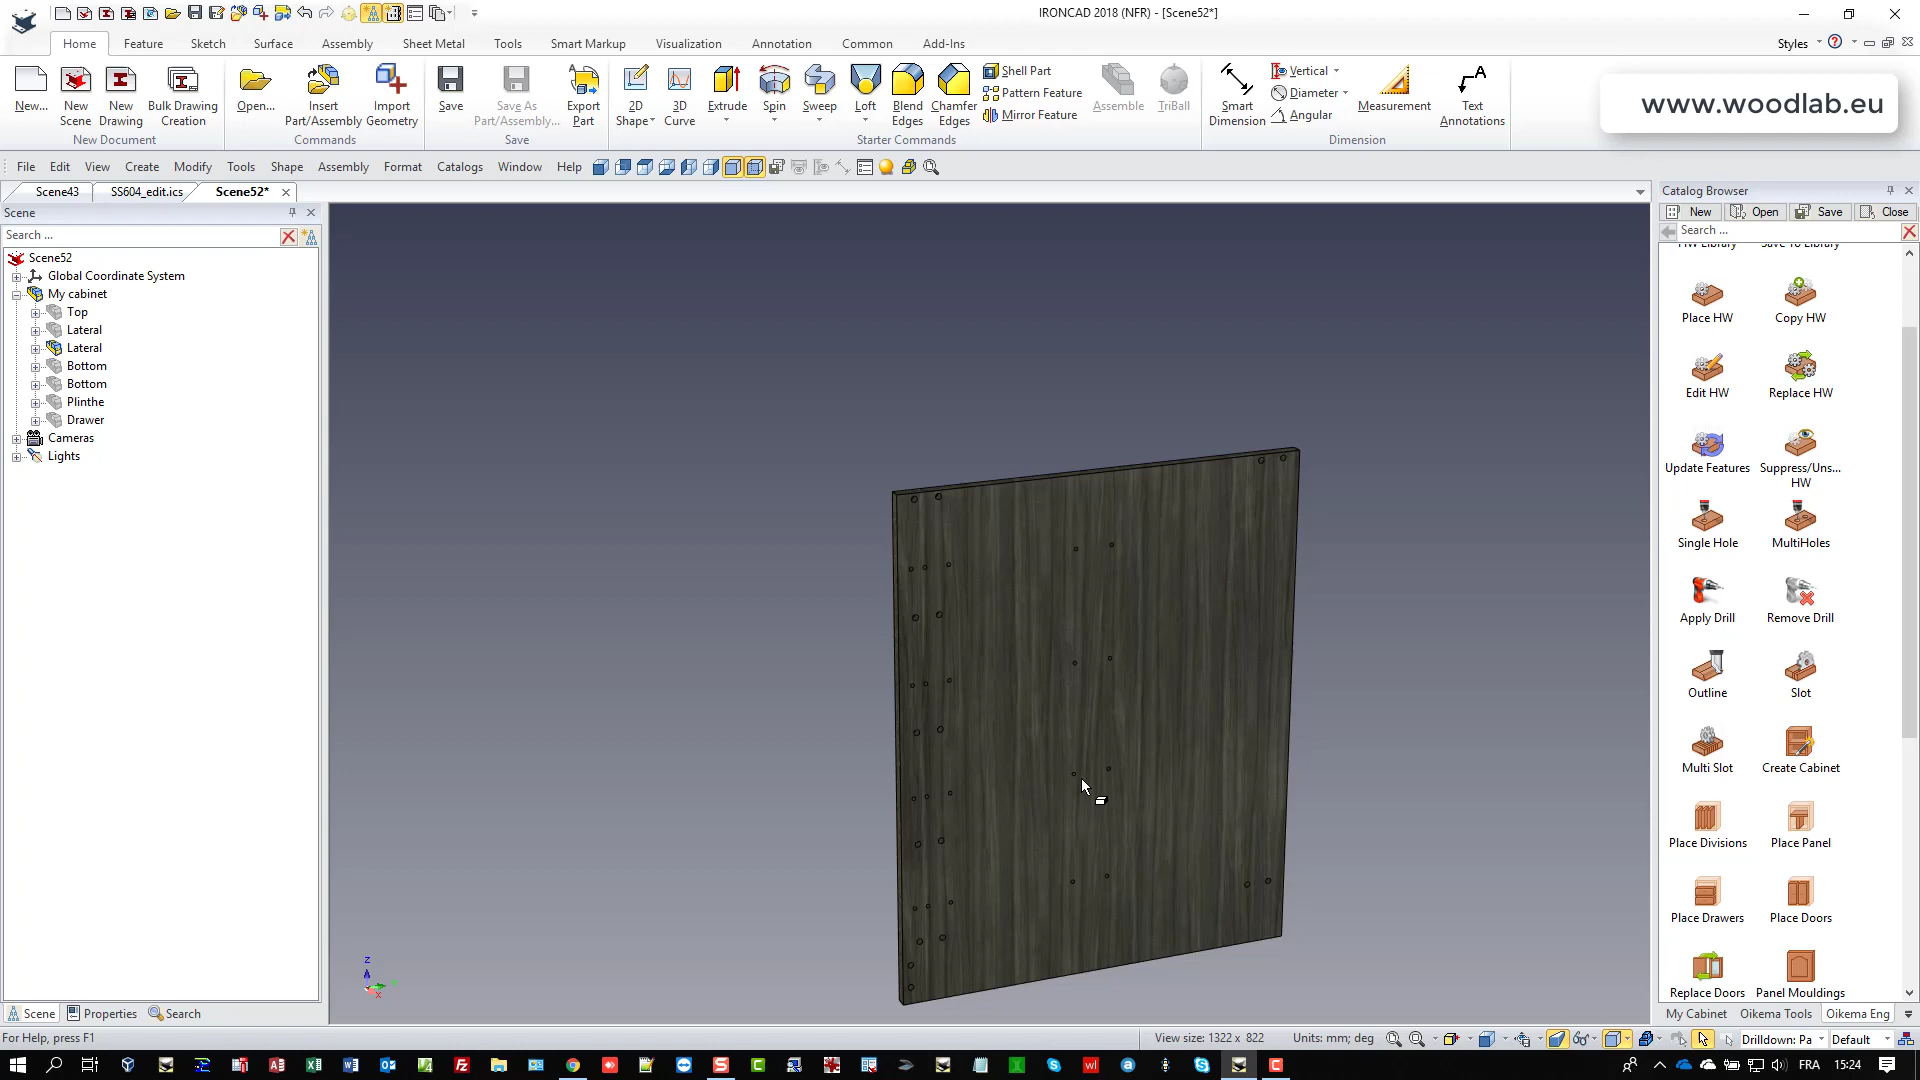 IRONCAD 2018 (NFR) - [Scene52*]
Home Feature Sketch Surface Assembly Sheet Metal Tools Smart Markup Visualization Annotation Common Add-Ins Styles
New... New Scene New Drawing Bulk Drawing Creation
New Document
Open... Insert Part/Assembly Import Geometry
Commands
Save Save As Part/Assembly... Export Part
Save
2D Shape 3D Curve Extrude Spin Sweep Loft Blend Edges Chamfer Edges
Shell Part
Pattern Feature
Mirror Feature
Assemble TriBall
Starter Commands
Smart Dimension
Vertical
Diameter
Angular
Measurement Text Annotations
Dimension
www.woodlab.eu
File Edit View Create Modify Tools Shape Assembly Format Catalogs Window Help
Scene43 SS604_edit.ics Scene52*
Scene
Search ...
Scene52
Global Coordinate System
My cabinet
Top
Lateral
Lateral
Bottom
Bottom
Plinthe
Drawer
Cameras
Lights
Z
X
Catalog Browser
New Open Save Close
Search ...
HW Library Save To Library
Place HW Copy HW
Edit HW Replace HW
Update Features Suppress/Uns... HW
Single Hole MultiHoles
Apply Drill Remove Drill
Outline Slot
Multi Slot Create Cabinet
Place Divisions Place Panel
Place Drawers Place Doors
Replace Doors Panel Mouldings
My Cabinet Oikema Tools Oikema Eng
Scene Properties Search
For Help, press F1
View size: 1322 x 822 Units: mm; deg
Drilldown: Pa Default
FRA 15:24